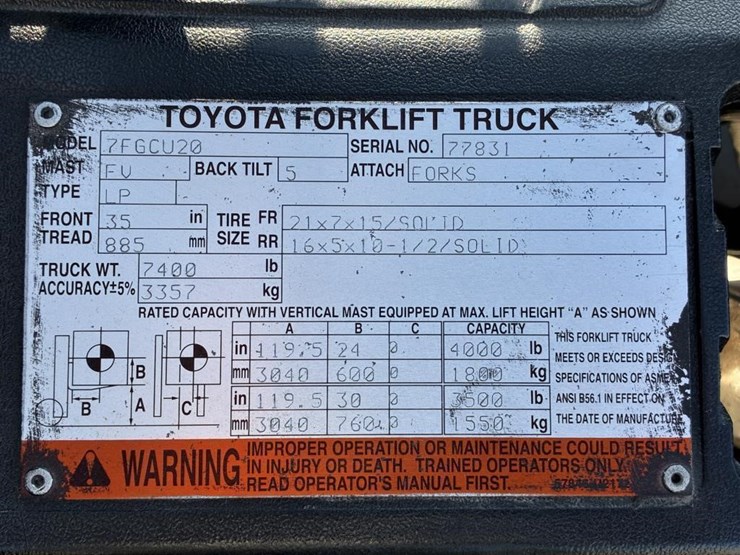 TOYOTA FORKLIFT TRUCK
MODEL 7FGCU20 SERIAL NO. 77831
MAST FV BACK TILT 5 ATTACH FORKS
TYPE LP
FRONT TREAD 35 in TIRE SIZE FR 21x7x15/SOLID
885 mm RR 16x5x10-1/2/SOLID
TRUCK WT. 7400 lb
ACCURACY±5% 3357 kg
RATED CAPACITY WITH VERTICAL MAST EQUIPPED AT MAX. LIFT HEIGHT "A" AS SHOWN
A B C CAPACITY
in 119.5 24 0 4000 lb
mm 3040 600 0 1800 kg
in 119.5 30 0 3500 lb
mm 3040 760 0 1550 kg
B
B A C
THIS FORKLIFT TRUCK
MEETS OR EXCEEDS DESIGN
SPECIFICATIONS OF ASME
ANSI B56.1 IN EFFECT ON
THE DATE OF MANUFACTURE
WARNING
IMPROPER OPERATION OR MAINTENANCE COULD RESULT
IN INJURY OR DEATH. TRAINED OPERATORS ONLY.
READ OPERATOR'S MANUAL FIRST.